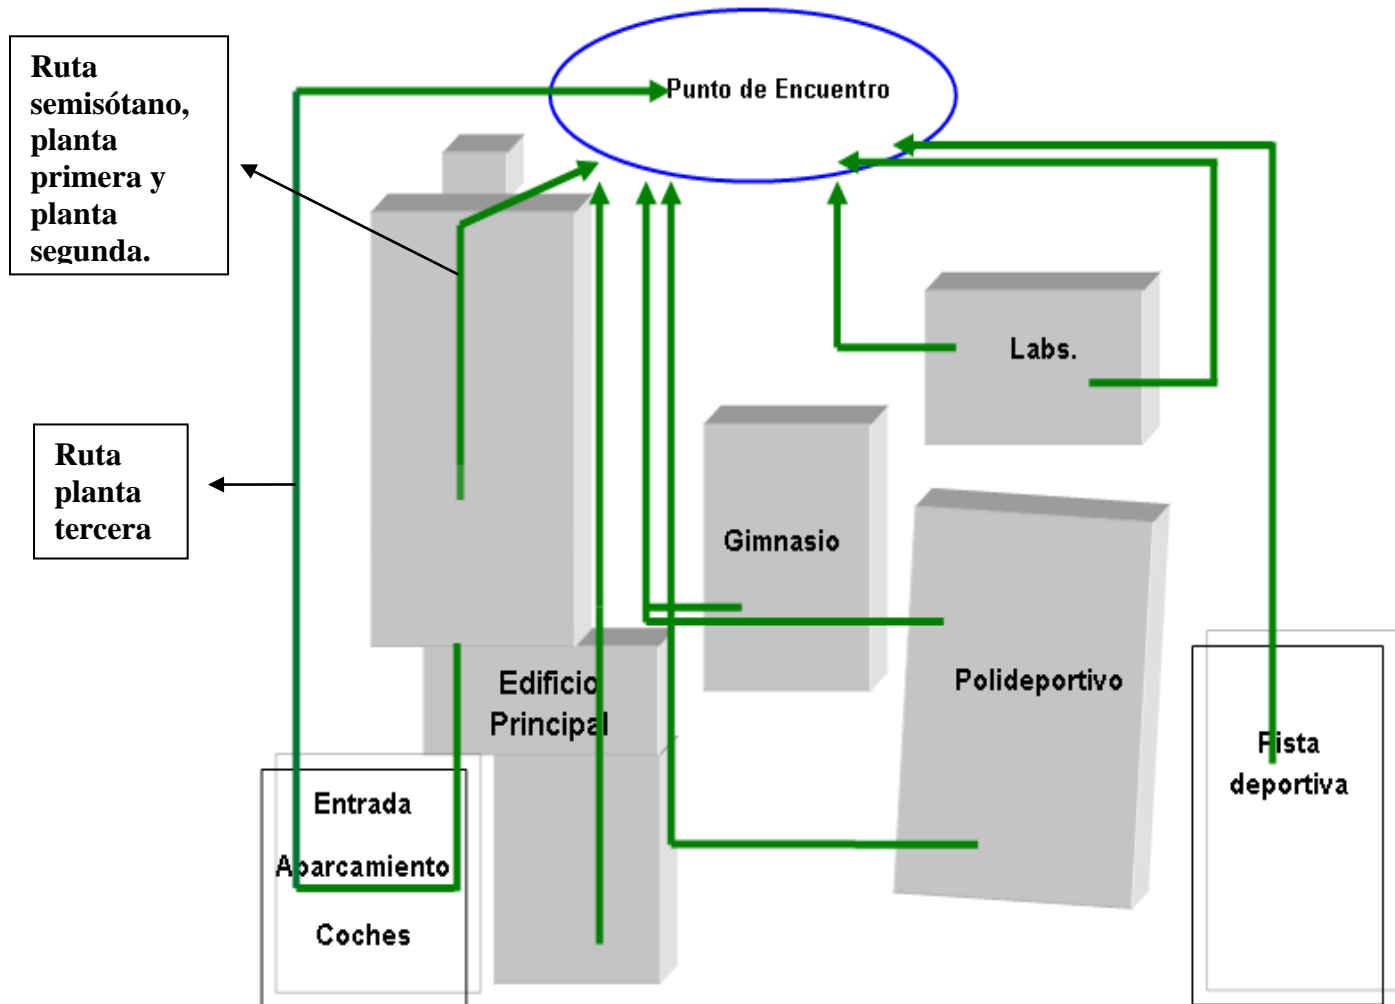 Ruta
semisótano,
planta
primera y
planta
segunda.
Punto de Encuentro
Labs.
Ruta
planta
tercera
Gimnasio
Edificio
Principal
Polideportivo
Pista
deportiva
Entrada
Aparcamiento
Coches